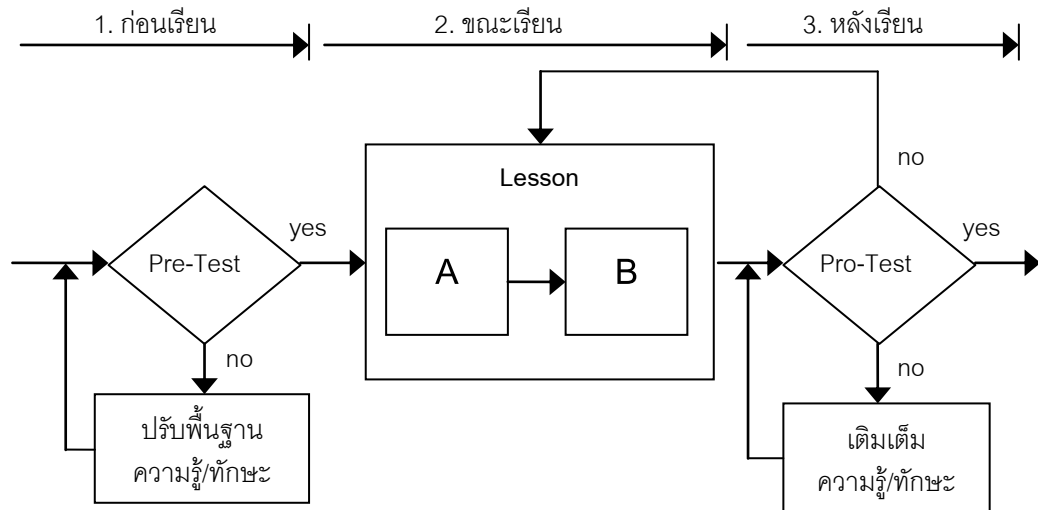 1. ก่อนเรียน
2. ขณะเรียน
3. หลังเรียน
no
Lesson
yes
yes
Pre-Test
A
B
Pro-Test
no
no
ปรับพื้นฐาน
ความรู้/ทักษะ
เติมเต็ม
ความรู้/ทักษะ